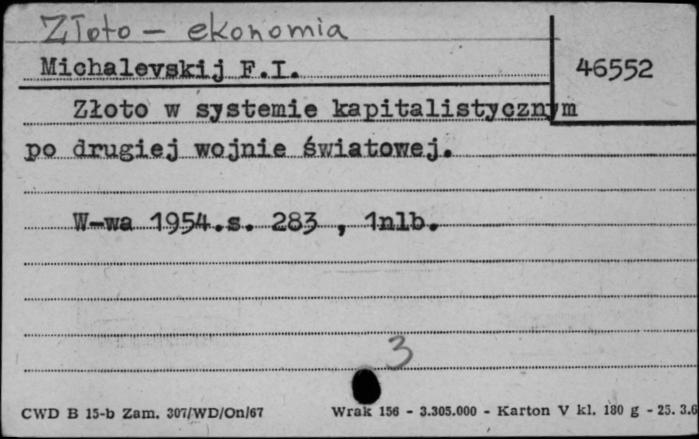 Złoto - ekonomia
Michalevskij F.I.
46552
Złoto w systemie kapitalistycznym
po drugiej wojnie światowej.
W-wa 1954.s. 283 , 1nlb.
3
CWD B 15-b Zam. 307/WD/On/67
Wrak 156 - 3.305.000 - Karton V kl. 180 g - 25. 3.6